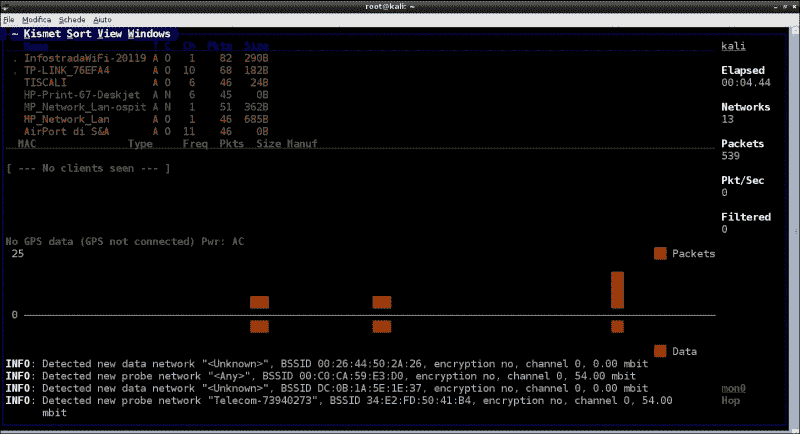 root@kali: ~
File Modifica Schede Aiuto
~ Kismet Sort View Windows
Name T C Ch Pkts Size
. InfostradaWiFi-20119 A O 1 82 290B
. TP-LINK_76EFA4 A O 10 68 182B
TISCALI A O 6 46 24B
HP-Print-67-Deskjet A N 6 45 0B
MP_Network_Lan-ospit A N 1 51 362B
MP_Network_Lan A O 1 46 685B
AirPort di S&A A O 11 46 0B
MAC Type Freq Pkts Size Manuf
[ --- No clients seen --- ]
kali
Elapsed
00:04.44
Networks
13
Packets
539
Pkt/Sec
0
Filtered
0
No GPS data (GPS not connected) Pwr: AC
25
Packets
0
Data
INFO: Detected new data network "<Unknown>", BSSID 00:26:44:50:2A:26, encryption no, channel 0, 0.00 mbit
INFO: Detected new probe network "<Any>", BSSID 00:C0:CA:59:E3:D0, encryption no, channel 0, 54.00 mbit
INFO: Detected new data network "<Unknown>", BSSID DC:0B:1A:5E:1E:37, encryption no, channel 0, 0.00 mbit
INFO: Detected new probe network "Telecom-73940273", BSSID 34:E2:FD:50:41:B4, encryption no, channel 0, 54.00
mbit
mon0
Hop